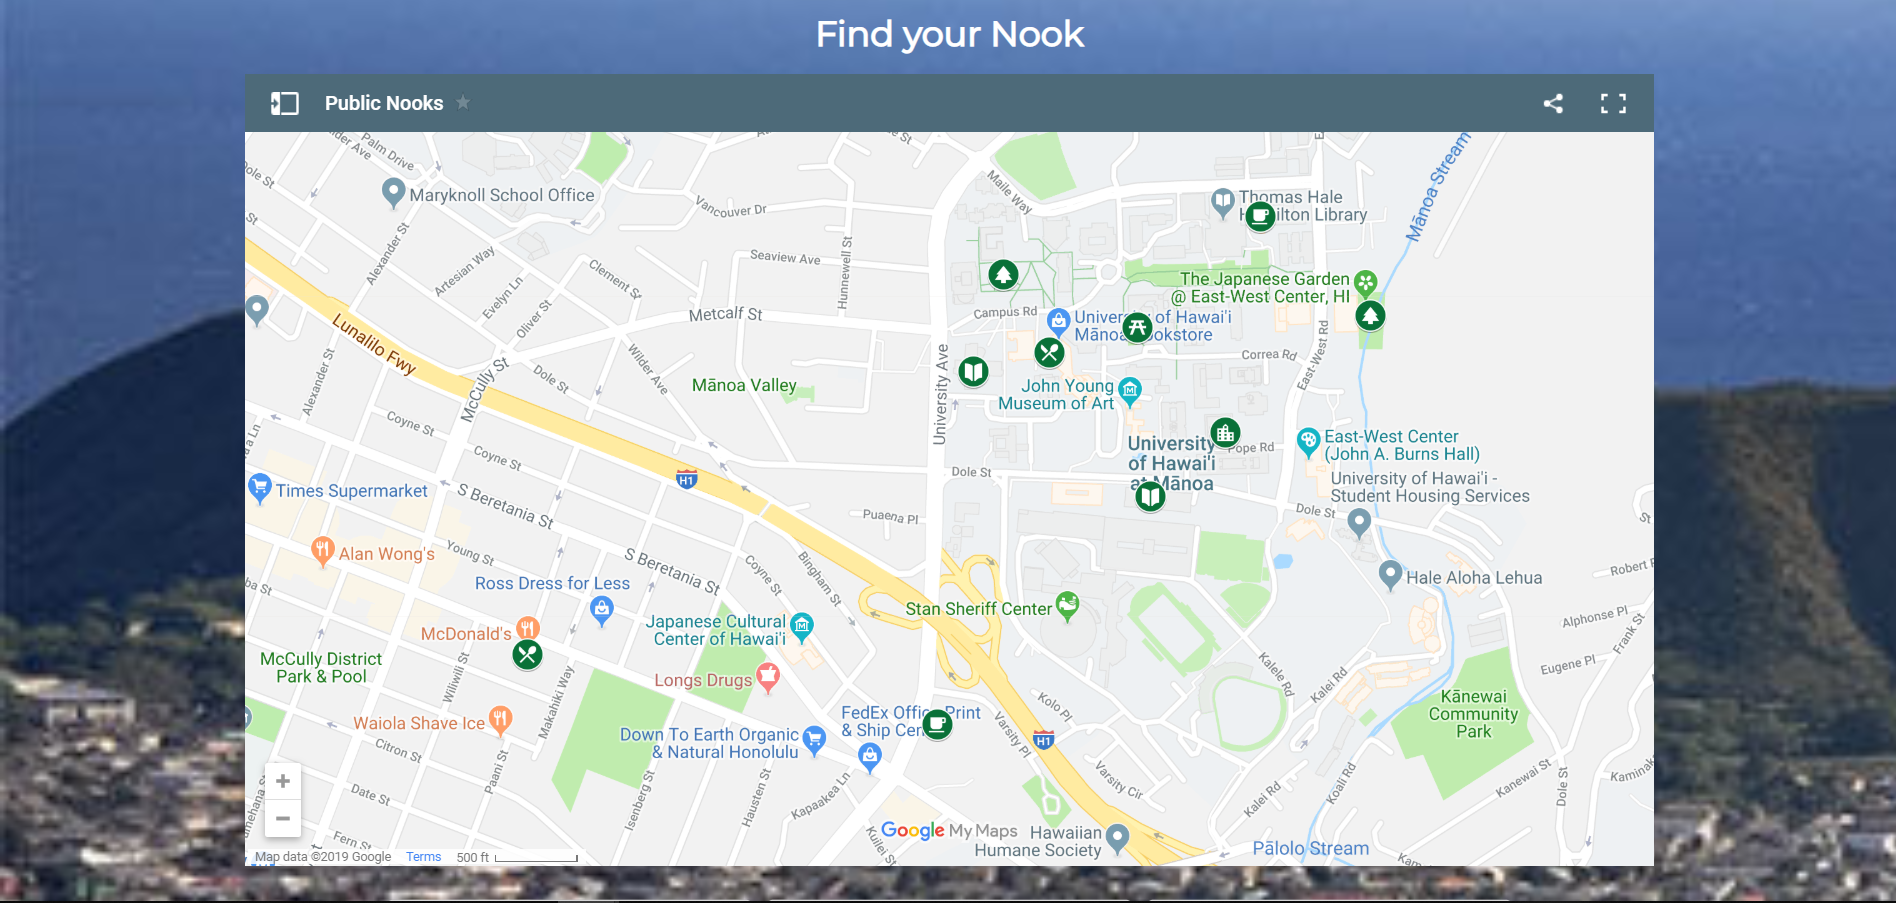 Find your Nook
Public Nooks
Palm Drive
Maryknoll School Office
Vancouver Dr
Maile Way
Thomas Hale
Hamilton Library
Mānoa Stream
Alexander St
Artesian Way
Seaview Ave
Hunnewell St
Evelyn Ln
Clement St
Oliver St
The Japanese Garden
@ East-West Center, HI
Metcalf St
Campus Rd
University of Hawai'i
Mānoa Bookstore
Lunalilo Fwy
Alexander St
McCully St
Dole St
Wilder Ave
Mānoa Valley
University Ave
Correa Rd
East-West Rd
John Young
Museum of Art
Coyne St
Coyne St
University
of Hawai'i
at Mānoa
Pope Rd
East-West Center
(John A. Burns Hall)
Dole St
H1
University of Hawai'i -
Student Housing Services
Times Supermarket
S Beretania St
Puaena Pl
Dole St
Alan Wong's
Young St
S Beretania St
Coyne St
Bingham St
Ross Dress for Less
Hale Aloha Lehua
Stan Sheriff Center
Alphonse Pl
Frank St
McDonald's
Japanese Cultural
Center of Hawai'i
McCully District
Park & Pool
Wiliwili St
Makahiki Way
Longs Drugs
Kalele Rd
Kalei Rd
Eugene Pl
Kānewai
Community
Park
Waiola Shave Ice
Kolo Pl
Varsity Pl
FedEx Office Print
& Ship Center
Down To Earth Organic
& Natural Honolulu
H1
Citron St
Paani St
Isenberg St
Hausten St
Kapaakea Ln
Varsity Cir
Kalei Rd
Koali Rd
Kanewai St
Dole St
Date St
Fern St
Kuilei St
Google My Maps
Hawaiian
Humane Society
Pālolo Stream
Map data ©2019 Google
Terms
500 ft